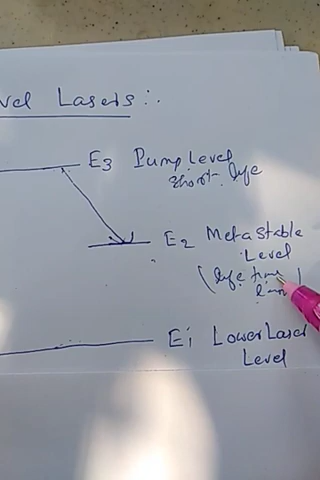 vel Lasers:.
E3 Pump Level
short life
E2 Metastable
Level
(life time
E1 Lower Laser
Level